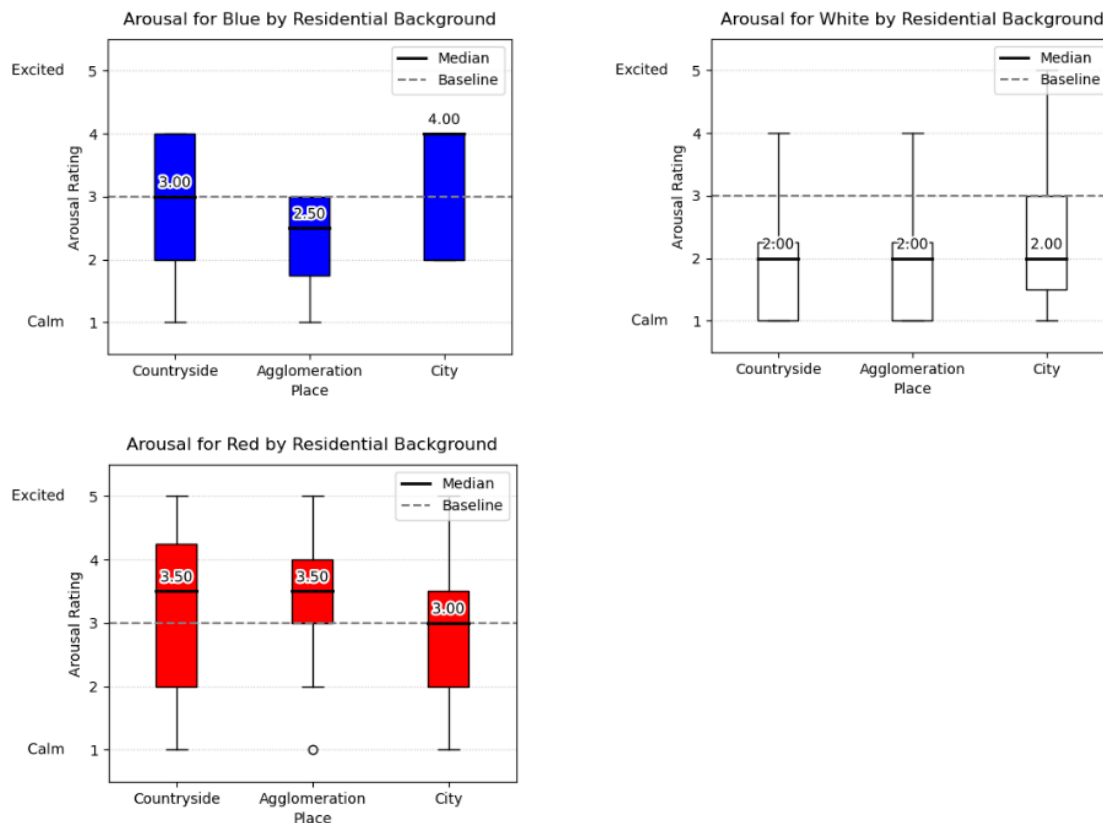 Arousal for Blue by Residential Background
Median
Baseline
Excited
5
4
3
2
1
Calm
Arousal Rating
3.00
2.50
4.00
Countryside
Agglomeration
City
Place
Arousal for White by Residential Background
Median
Baseline
Excited
5
4
3
2
1
Calm
Arousal Rating
2.00
2.00
2.00
Countryside
Agglomeration
City
Place
Arousal for Red by Residential Background
Median
Baseline
Excited
5
4
3
2
1
Calm
Arousal Rating
3.50
3.50
3.00
Countryside
Agglomeration
City
Place